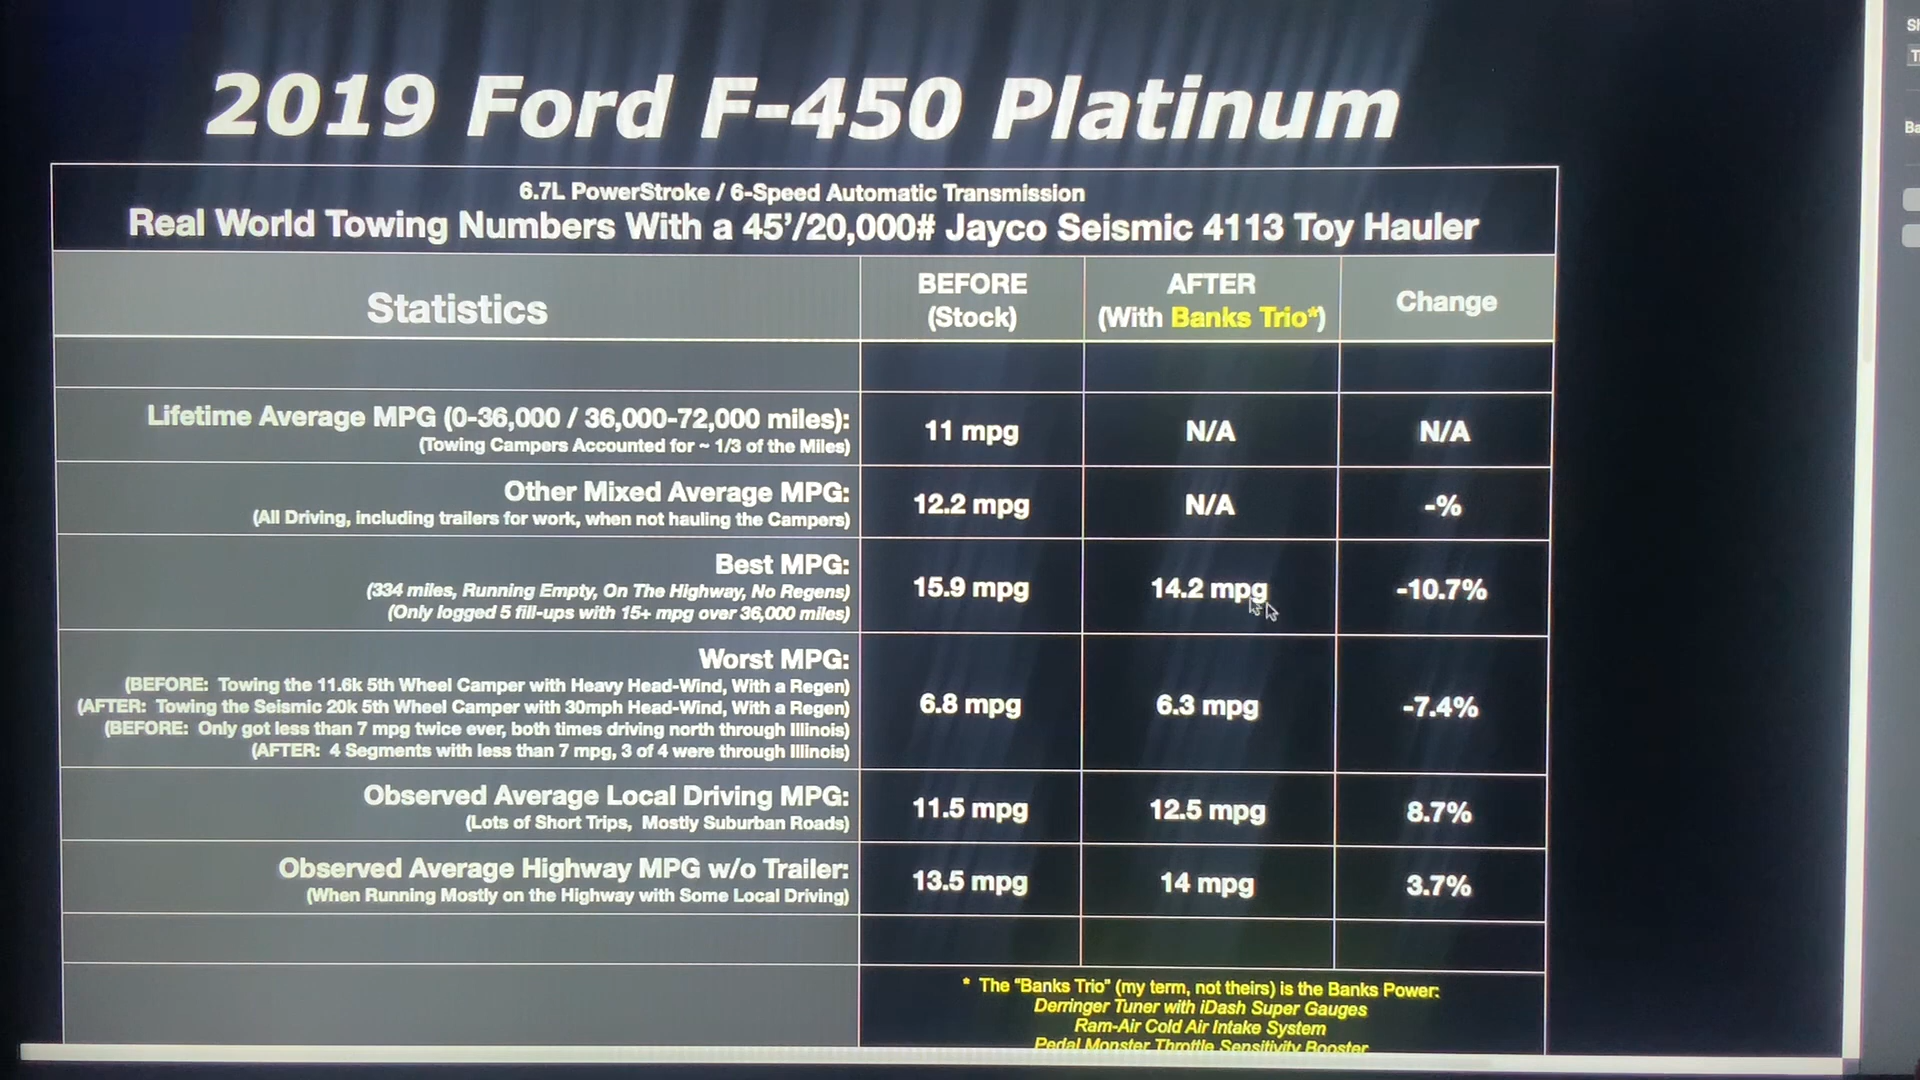 2019 Ford F-450 Platinum
6.7L PowerStroke / 6-Speed Automatic Transmission
Real World Towing Numbers With a 45'/20,000# Jayco Seismic 4113 Toy Hauler
Statistics
BEFORE
(Stock)
AFTER
(With Banks Trio*)
Change
Lifetime Average MPG (0-36,000 / 36,000-72,000 miles):
(Towing Campers Accounted for ~ 1/3 of the Miles)
11 mpg
N/A
N/A
Other Mixed Average MPG:
(All Driving, including trailers for work, when not hauling the Campers)
12.2 mpg
N/A
-%
Best MPG:
(334 miles, Running Empty, On The Highway, No Regens)
(Only logged 5 fill-ups with 15+ mpg over 36,000 miles)
15.9 mpg
14.2 mpg
-10.7%
Worst MPG:
(BEFORE: Towing the 11.6k 5th Wheel Camper with Heavy Head-Wind, With a Regen)
(AFTER: Towing the Seismic 20k 5th Wheel Camper with 30mph Head-Wind, With a Regen)
(BEFORE: Only got less than 7 mpg twice ever, both times driving north through Illinois)
(AFTER: 4 Segments with less than 7 mpg, 3 of 4 were through Illinois)
6.8 mpg
6.3 mpg
-7.4%
Observed Average Local Driving MPG:
(Lots of Short Trips, Mostly Suburban Roads)
11.5 mpg
12.5 mpg
8.7%
Observed Average Highway MPG w/o Trailer:
(When Running Mostly on the Highway with Some Local Driving)
13.5 mpg
14 mpg
3.7%
* The "Banks Trio" (my term, not theirs) is the Banks Power:
Derringer Tuner with iDash Super Gauges
Ram-Air Cold Air Intake System
Pedal Monster Throttle Sensitivity Booster